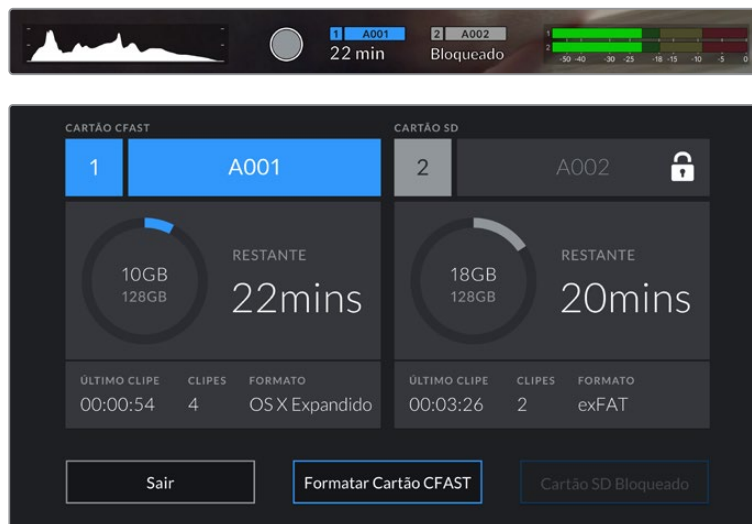 1 A001
22 min
2 A002
Bloqueado
1
2
-50 -40 -30 -25 -18 -15 -10 -5 0
CARTÃO CFAST
1 A001
10GB
128GB
RESTANTE
22mins
ÚLTIMO CLIPE CLIPES FORMATO
00:00:54 4 OS X Expandido
CARTÃO SD
2 A002
18GB
128GB
RESTANTE
20mins
ÚLTIMO CLIPE CLIPES FORMATO
00:03:26 2 exFAT
Sair
Formatar Cartão CFAST
Cartão SD Bloqueado